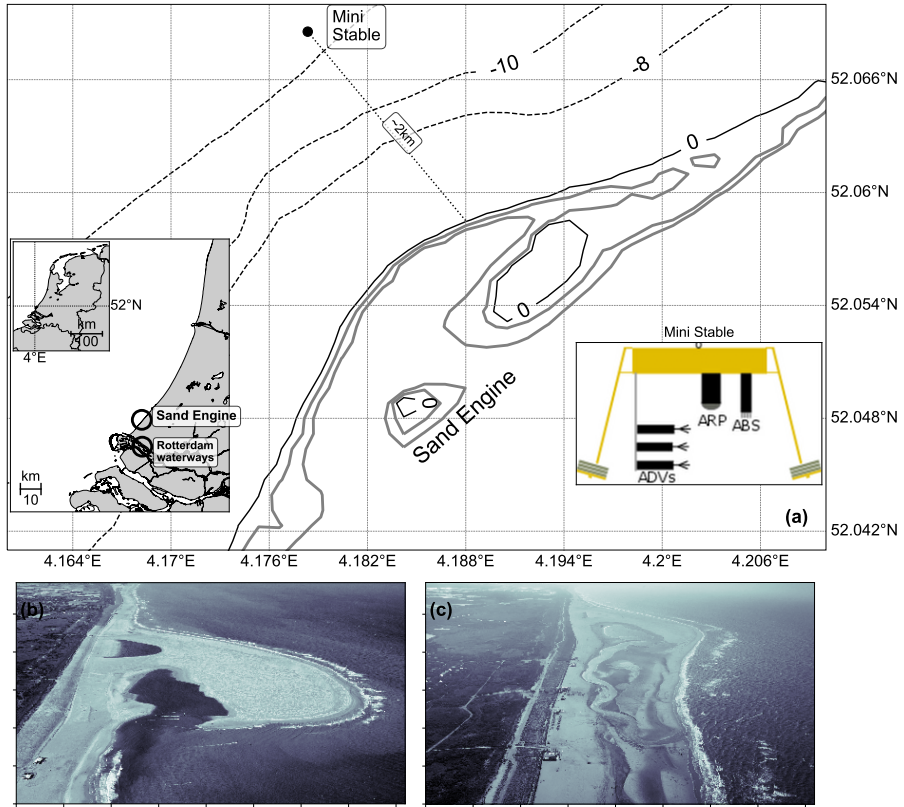 Mini
Stable
-10
-8
52.066°N
~2km
0
52.06°N
52°N
km
100
4°E
0
52.054°N
Mini Stable
Sand Engine
Rotterdam
waterways
km
10
0
Sand Engine
ARP
ABS
ADVs
52.048°N
(a)
52.042°N
4.164°E
4.17°E
4.176°E
4.182°E
4.188°E
4.194°E
4.2°E
4.206°E
(b)
(c)